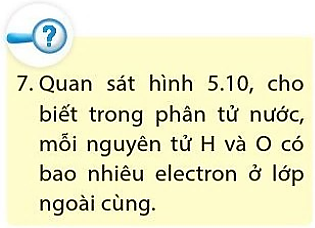 ?
7. Quan sát hình 5.10, cho
biết trong phân tử nước,
mỗi nguyên tử H và O có
bao nhiêu electron ở lớp
ngoài cùng.